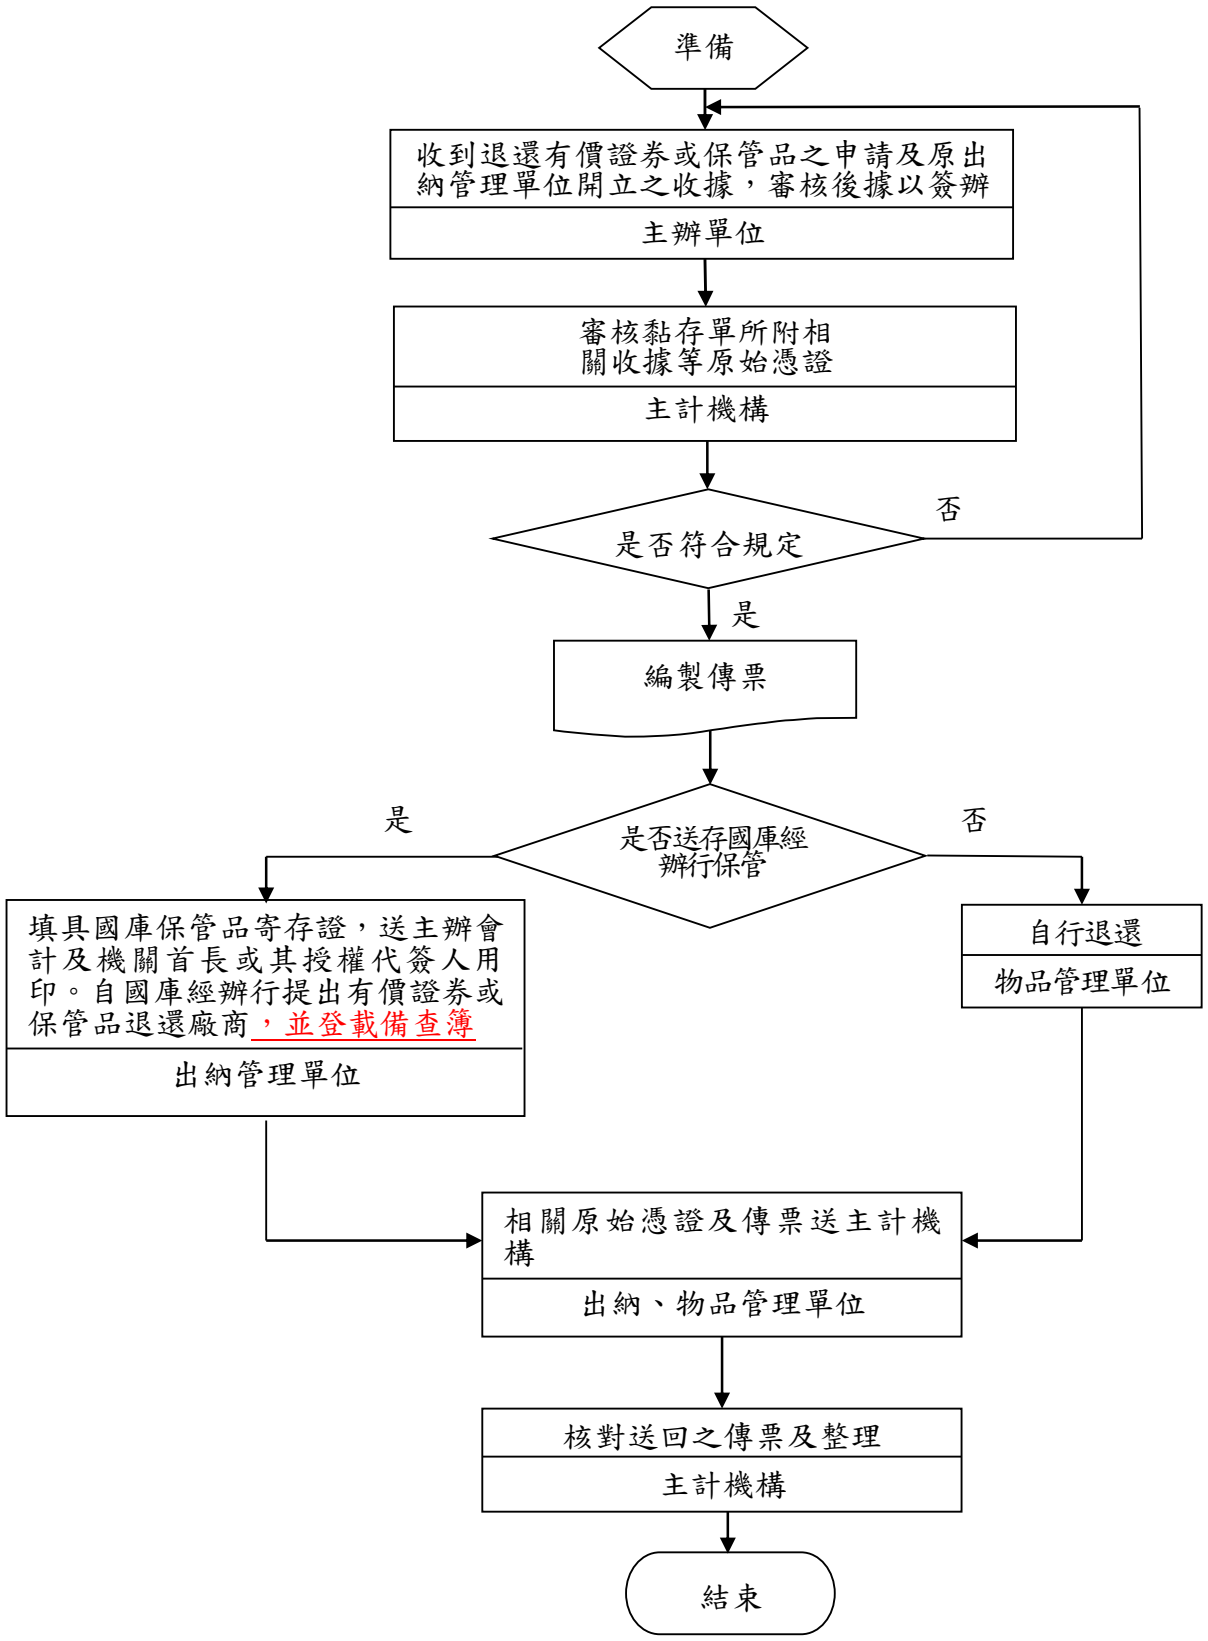 準備
收到退還有價證券或保管品之申請及原出
納管理單位開立之收據，審核後據以簽辦
主辦單位
審核黏存單所附相
關收據等原始憑證
主計機構
否
是否符合規定
是
編製傳票
是
否
是否送存國庫經
辦行保管
填具國庫保管品寄存證，送主辦會
計及機關首長或其授權代簽人用
印。自國庫經辦行提出有價證券或
保管品退還廠商，並登載備查簿
出納管理單位
自行退還
物品管理單位
相關原始憑證及傳票送主計機
構
出納、物品管理單位
核對送回之傳票及整理
主計機構
結束